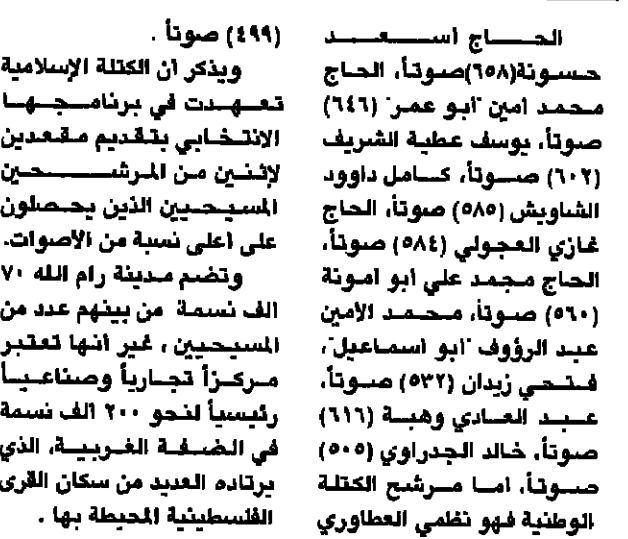 الحاج اسعد
حسونة(٦٥٨)صوتاً، الحاج
محمد امين "ابو عمر" (٦٤٦)
صوتاً، يوسف عطية الشريف
(٦٠٢) صوتاً، كامل داوود
الشاويش (٥٨٥) صوتاً، الحاج
غازي العجولي (٥٨٤) صوتاً،
الحاج مجمد علي أبو امونة
(٥٦٠) صوتاً، محمد الأمين
عبد الرؤوف "ابو اسماعيل"،
فتحي زيدان (٥٣٢) صوتاً،
عبد العادي وهبة (٦١٦)
صوتاً، خالد الجدراوي (٥٠٥)
صوتاً، اما مرشح الكتلة
الوطنية فهو نظمي العطاوري
(٤٩٩) صوتاً .
ويذكر أن الكتلة الإسلامية
تعهدت في برنامجها
الانتخابي بتقديم مقعدين
لإثنين من المرشحين
المسيحيين الذين يحصلون
على أعلى نسبة من الأصوات.
وتضم مدينة رام الله ٧٠
الف نسمة من بينهم عدد من
المسيحيين ، غير أنها تعتبر
مركزاً تجارياً وصناعياً
رئيسياً لنحو ٢٠٠ الف نسمة
في الضفة الغربية، الذي
يرتاده العديد من سكان القرى
الفلسطينية المحيطة بها .